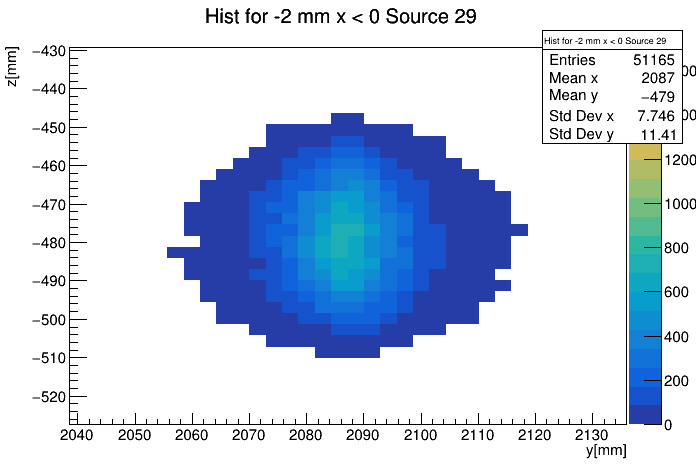 Hist for -2 mm x < 0 Source 29
z[mm]
−430
−440
−450
−460
−470
−480
−490
−500
−510
−520
2040 2050 2060 2070 2080 2090 2100 2110 2120 2130
y[mm]
Hist for -2 mm x < 0 Source 29
Entries 51165
Mean x 2087
Mean y −479
Std Dev x 7.746
Std Dev y 11.41
1200
1000
800
600
400
200
0